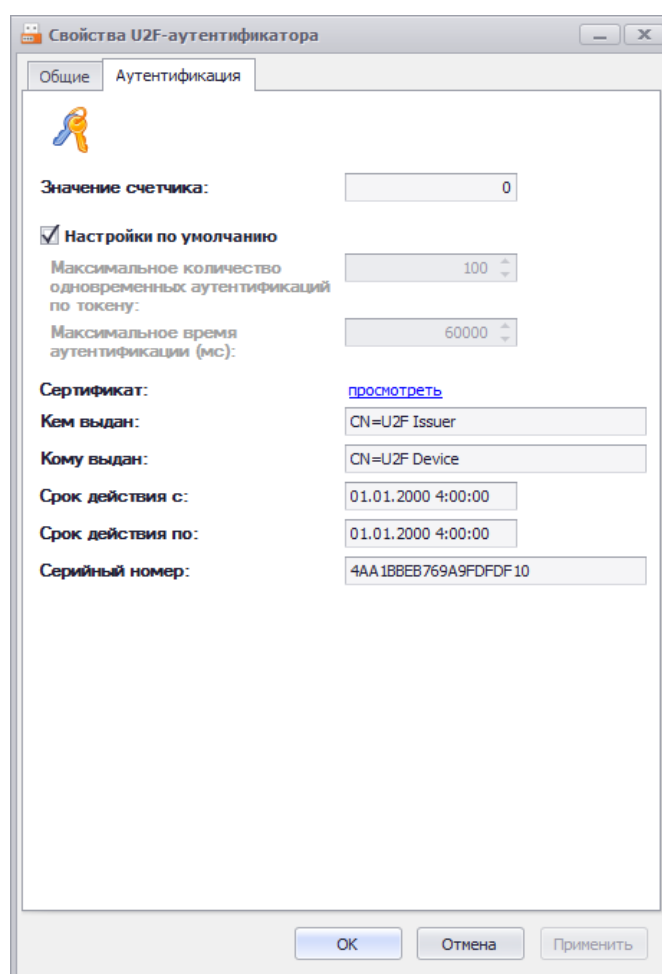 Свойства U2F-аутентификатора
Общие
Аутентификация
Значение счетчика:
0
Настройки по умолчанию
Максимальное количество
одновременных аутентификаций
по токену:
100
Максимальное время
аутентификации (мс):
60000
Сертификат:
просмотреть
Кем выдан:
CN=U2F Issuer
Кому выдан:
CN=U2F Device
Срок действия с:
01.01.2000 4:00:00
Срок действия по:
01.01.2000 4:00:00
Серийный номер:
4AA1BBEB769A9FDFDF10
ОК
Отмена
Применить